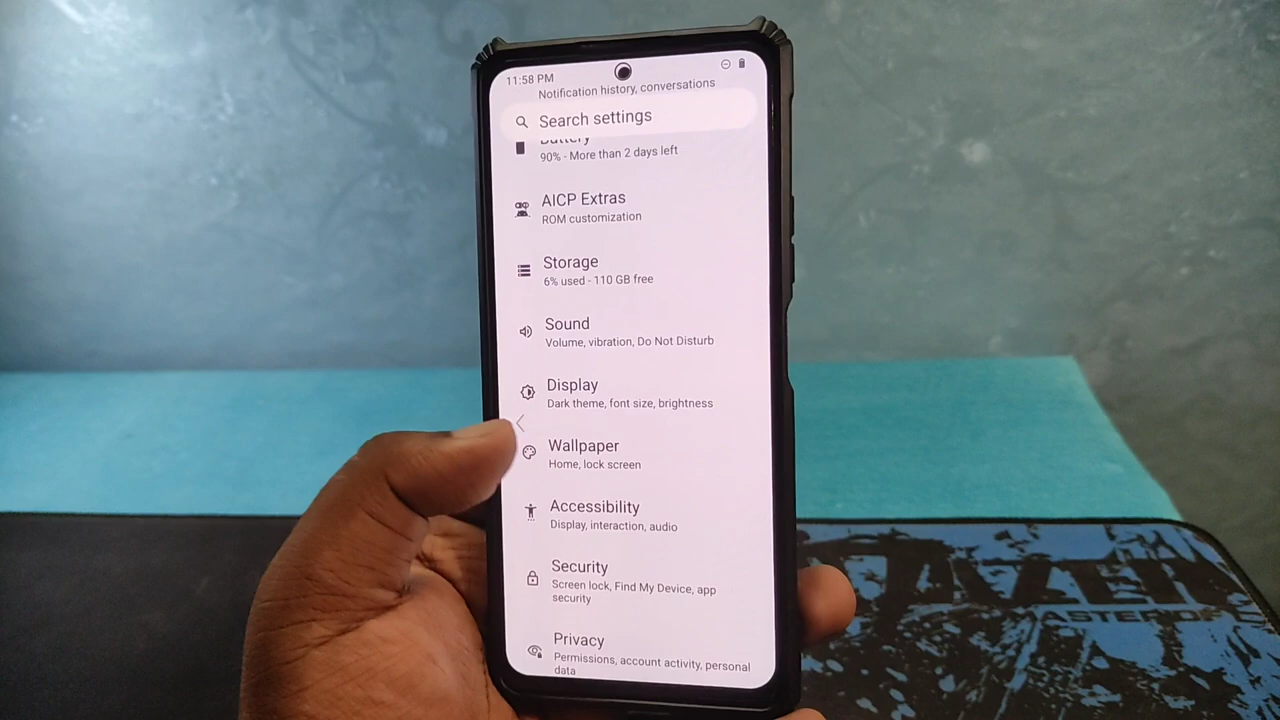 11:58 PM
Notification history, conversations
Search settings
Battery
90% - More than 2 days left
AICP Extras
ROM customization
Storage
6% used - 110 GB free
Sound
Volume, vibration, Do Not Disturb
Display
Dark theme, font size, brightness
Wallpaper
Home, lock screen
Accessibility
Display, interaction, audio
Security
Screen lock, Find My Device, app
security
Privacy
Permissions, account activity, personal
data